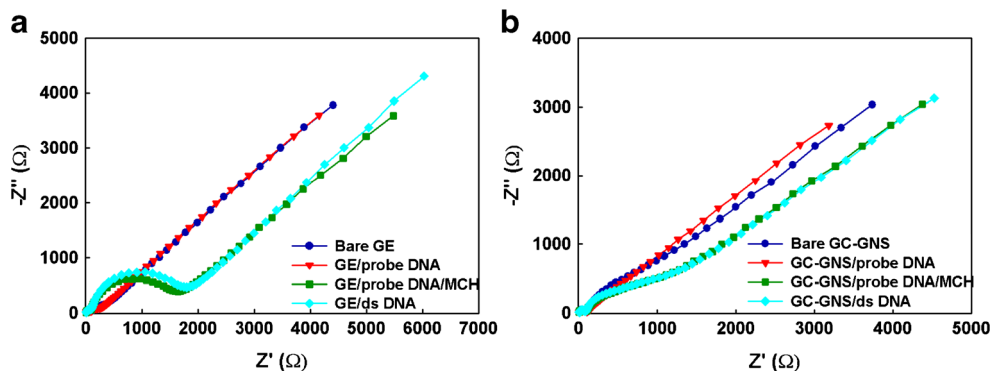 a
5000
4000
3000
2000
1000
0
-Z'' (Ω)
0 1000 2000 3000 4000 5000 6000 7000
Z' (Ω)
Bare GE
GE/probe DNA
GE/probe DNA/MCH
GE/ds DNA
b
4000
3000
2000
1000
0
-Z'' (Ω)
0 1000 2000 3000 4000 5000
Z' (Ω)
Bare GC-GNS
GC-GNS/probe DNA
GC-GNS/probe DNA/MCH
GC-GNS/ds DNA